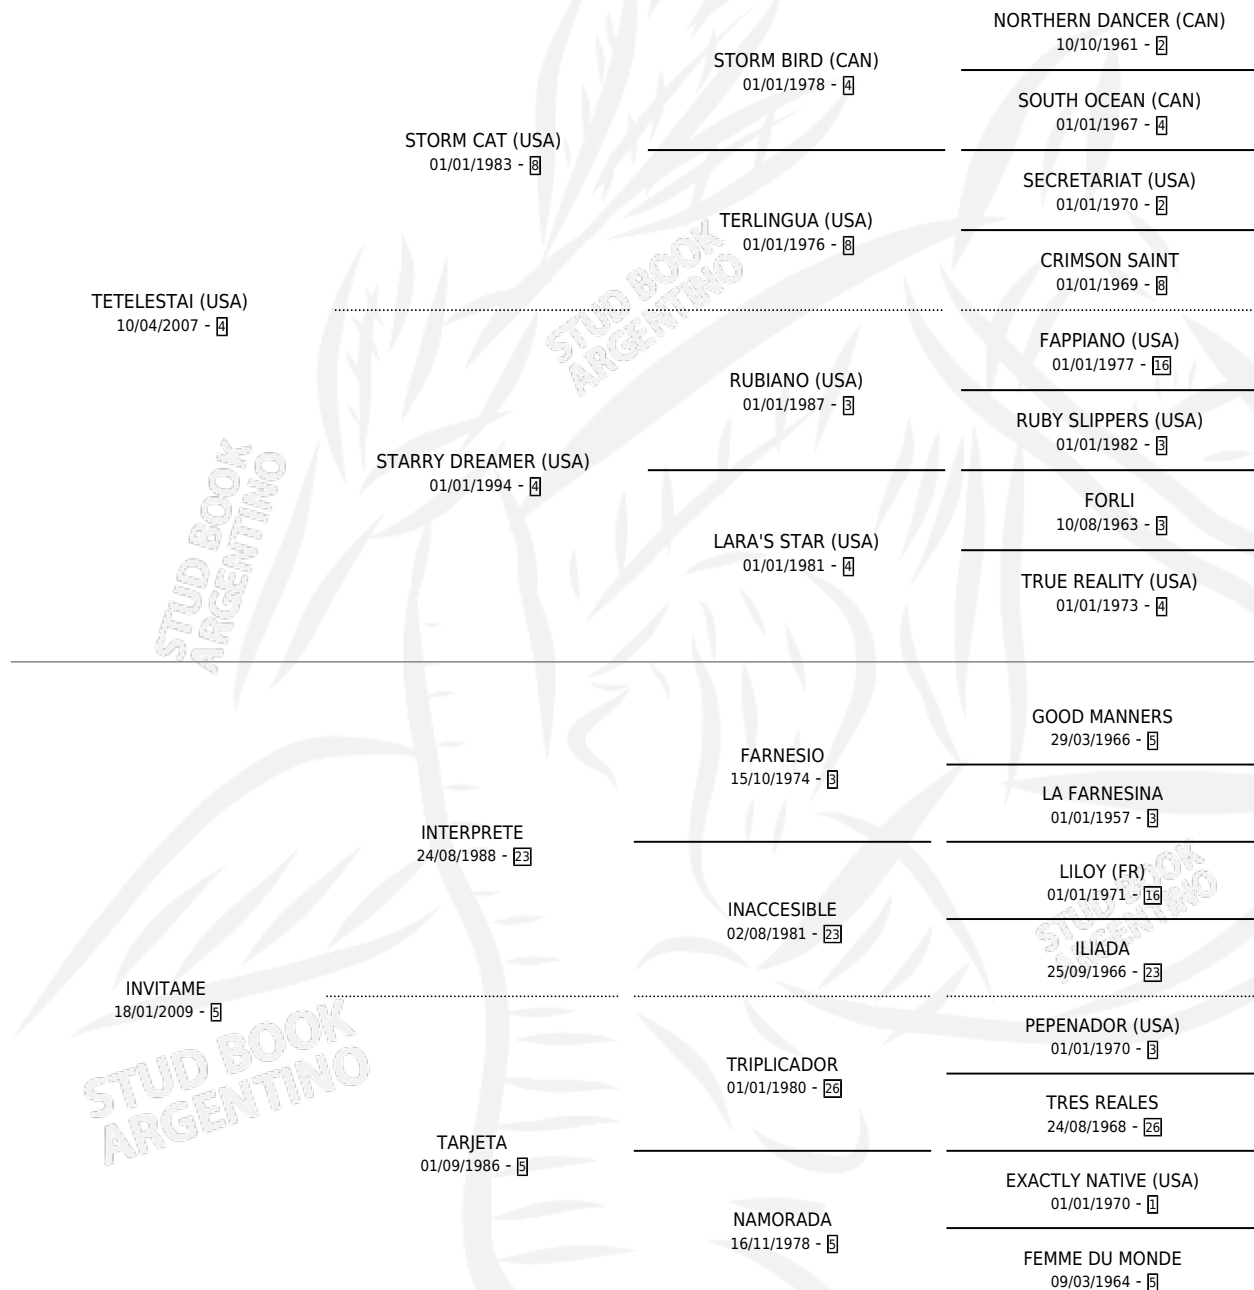 NORTHERN DANCER (CAN)
10/10/1961 - 2
STORM BIRD (CAN)
01/01/1978 - 4
SOUTH OCEAN (CAN)
01/01/1967 - 4
STORM CAT (USA)
01/01/1983 - 8
SECRETARIAT (USA)
01/01/1970 - 2
TERLINGUA (USA)
01/01/1976 - 8
CRIMSON SAINT
01/01/1969 - 8
TETELESTAI (USA)
10/04/2007 - 4
FAPPIANO (USA)
01/01/1977 - 16
RUBIANO (USA)
01/01/1987 - 3
RUBY SLIPPERS (USA)
01/01/1982 - 3
STARRY DREAMER (USA)
01/01/1994 - 4
FORLI
10/08/1963 - 3
LARA'S STAR (USA)
01/01/1981 - 4
TRUE REALITY (USA)
01/01/1973 - 4
GOOD MANNERS
29/03/1966 - 5
FARNESIO
15/10/1974 - 3
LA FARNESINA
01/01/1957 - 3
INTERPRETE
24/08/1988 - 23
LILOY (FR)
01/01/1971 - 16
INACCESIBLE
02/08/1981 - 23
ILIADA
25/09/1966 - 23
INVITAME
18/01/2009 - 5
PEPENADOR (USA)
01/01/1970 - 3
TRIPLICADOR
01/01/1980 - 26
TRES REALES
24/08/1968 - 26
TARJETA
01/09/1986 - 5
EXACTLY NATIVE (USA)
01/01/1970 - 1
NAMORADA
16/11/1978 - 5
FEMME DU MONDE
09/03/1964 - 5
STUD BOOK
ARGENTINO
STUD BOOK
ARGENTINO
STUD BOOK
ARGENTINO
STUD BOOK
ARGENTINO